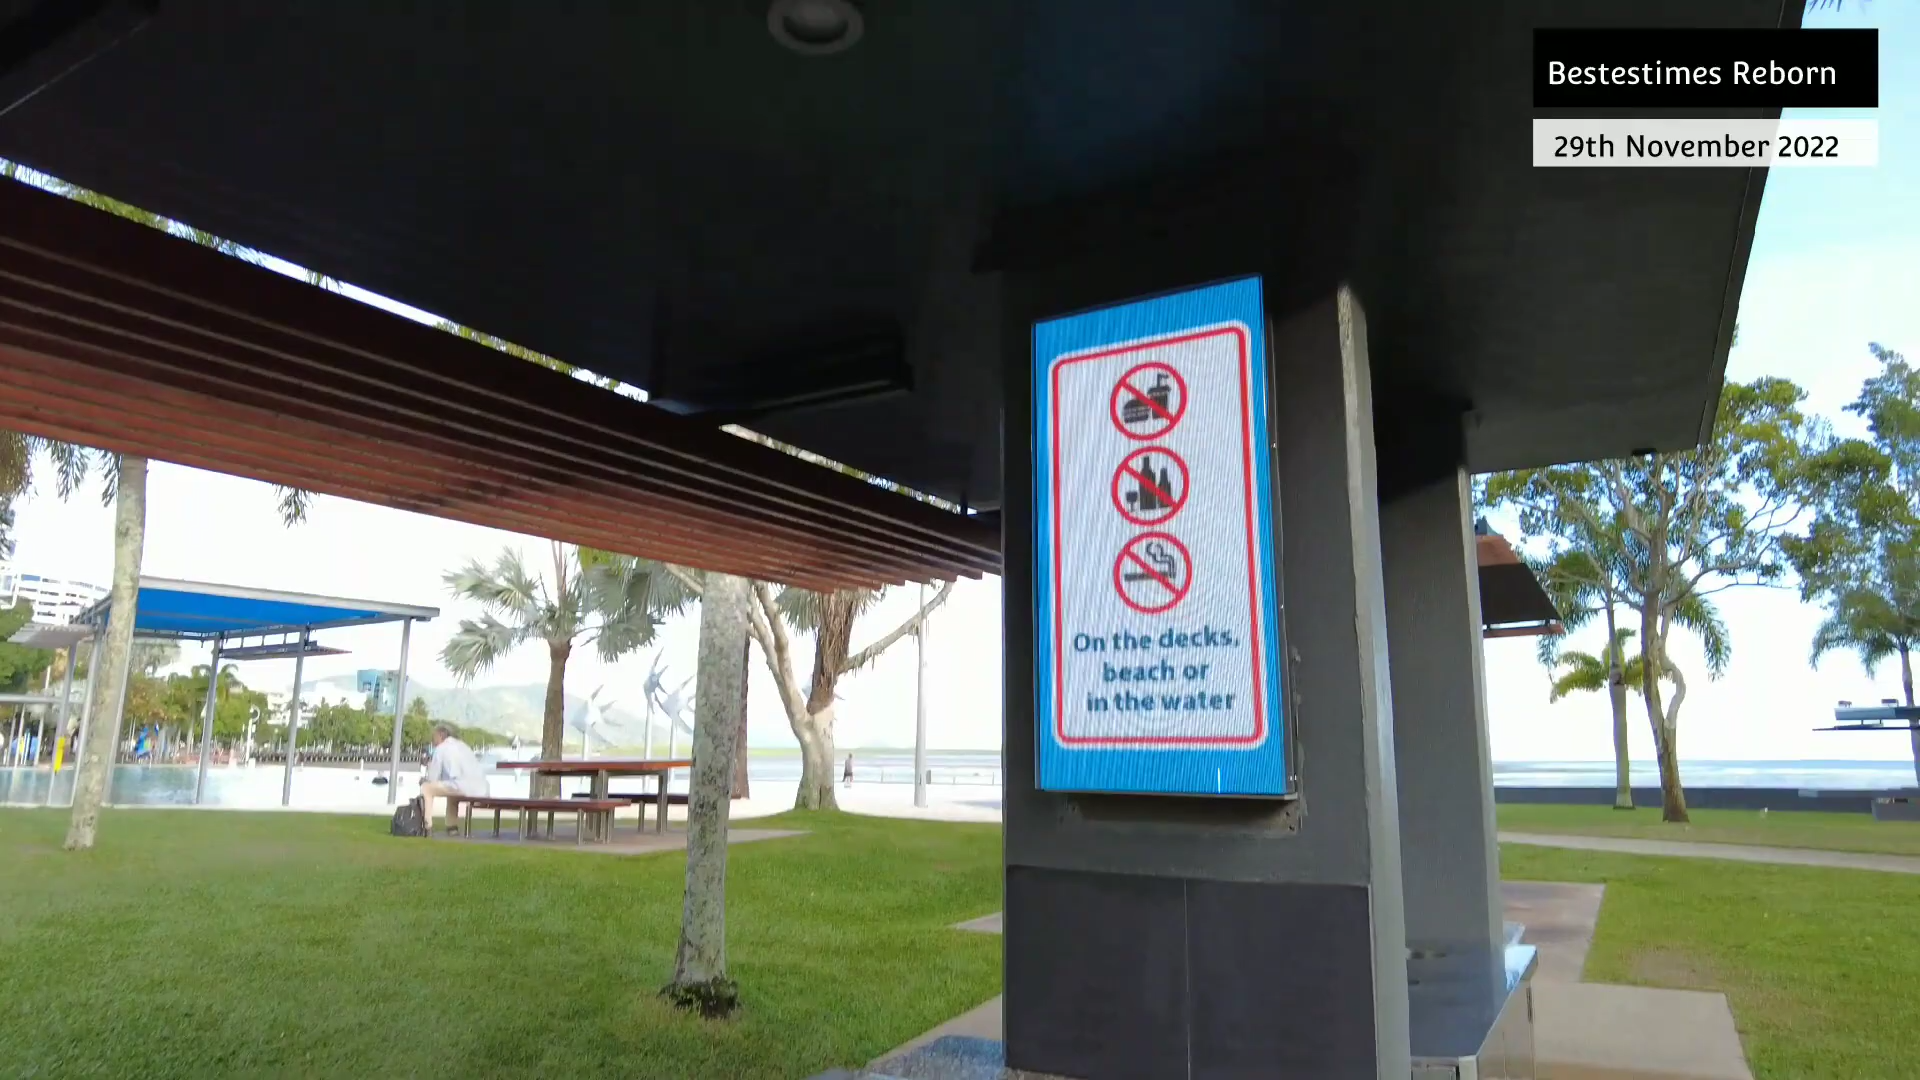 Bestestimes Reborn
29th November 2022
On the decks,
beach or
in the water